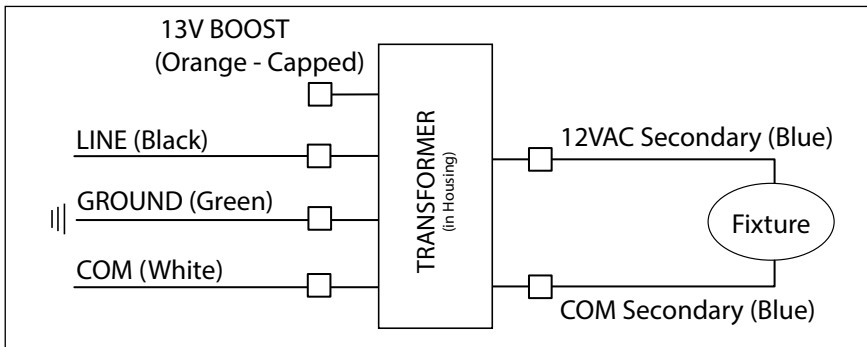 13V BOOST
(Orange - Capped)
LINE (Black)
GROUND (Green)
COM (White)
TRANSFORMER
(in Housing)
12VAC Secondary (Blue)
Fixture
COM Secondary (Blue)